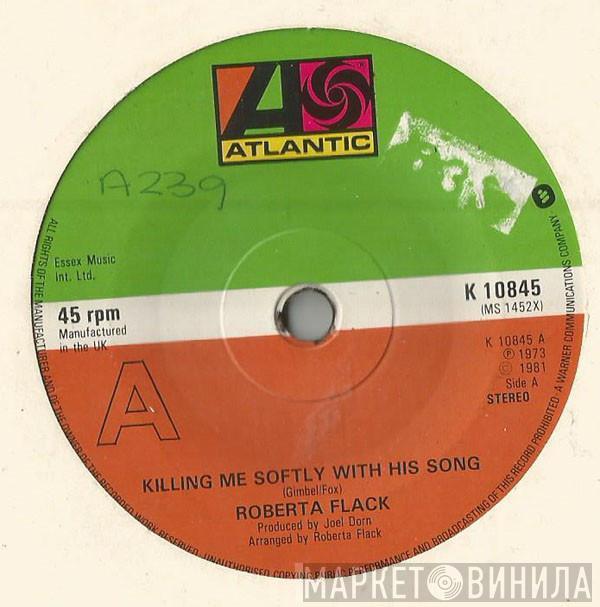 ATLANTIC
A239
Essex Music
Int. Ltd.
45 rpm
Manufactured
in the UK
K 10845
(MS 1452X)
K 10845 A
℗ 1973
© 1981
Side A
STEREO
A
KILLING ME SOFTLY WITH HIS SONG
(Gimbel/Fox)
ROBERTA FLACK
Produced by Joel Dorn
Arranged by Roberta Flack
ALL RIGHTS OF THE MANUFACTURER AND OF THE OWNER OF THE RECORDED WORK RESERVED. UNAUTHORISED COPYING PUBLIC PERFORMANCE AND BROADCASTING OF THIS RECORD PROHIBITED · A WARNER COMMUNICATIONS COMPANY
МАРКЕТ ВИНИЛА